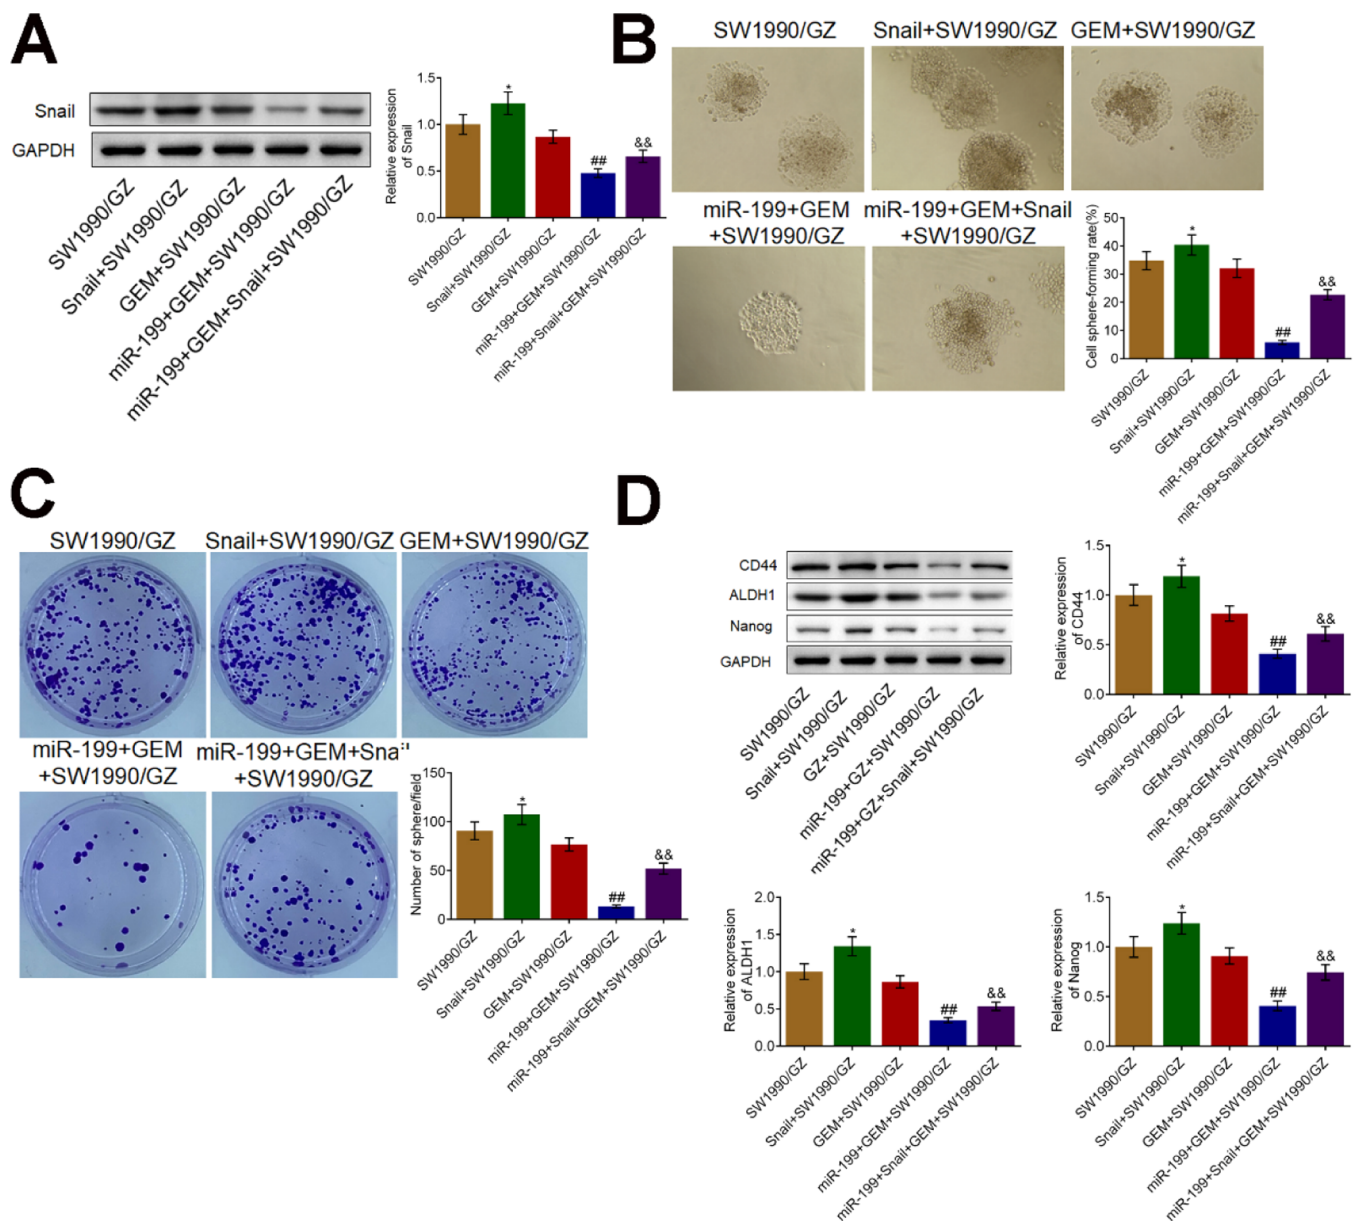 A
Snail
GAPDH
SW1990/GZ
Snail+SW1990/GZ
GEM+SW1990/GZ
miR-199+GEM+SW1990/GZ
miR-199+GEM+Snail+SW1990/GZ
Relative expression
of Snail
1.5
1.0
0.5
0.0
*
##
&&
SW1990/GZ
Snail+SW1990/GZ
GEM+SW1990/GZ
miR-199+GEM+SW1990/GZ
miR-199+Snail+GEM+SW1990/GZ
B
SW1990/GZ
Snail+SW1990/GZ
GEM+SW1990/GZ
miR-199+GEM
+SW1990/GZ
miR-199+GEM+Snail
+SW1990/GZ
Cell sphere-forming rate(%)
50
40
30
20
10
0
*
##
&&
SW1990/GZ
Snail+SW1990/GZ
GEM+SW1990/GZ
miR-199+GEM+SW1990/GZ
miR-199+Snail+GEM+SW1990/GZ
C
SW1990/GZ
Snail+SW1990/GZ
GEM+SW1990/GZ
miR-199+GEM
+SW1990/GZ
miR-199+GEM+Snail
+SW1990/GZ
Number of sphere/field
150
100
50
0
*
##
&&
SW1990/GZ
Snail+SW1990/GZ
GEM+SW1990/GZ
miR-199+GEM+SW1990/GZ
miR-199+Snail+GEM+SW1990/GZ
D
CD44
ALDH1
Nanog
GAPDH
SW1990/GZ
Snail+SW1990/GZ
GZ+SW1990/GZ
miR-199+GZ+SW1990/GZ
miR-199+GZ+Snail+SW1990/GZ
Relative expression
of CD44
1.5
1.0
0.5
0.0
*
##
&&
SW1990/GZ
Snail+SW1990/GZ
GEM+SW1990/GZ
miR-199+GEM+SW1990/GZ
miR-199+Snail+GEM+SW1990/GZ
Relative expression
of ALDH1
2.0
1.5
1.0
0.5
0.0
*
##
&&
SW1990/GZ
Snail+SW1990/GZ
GEM+SW1990/GZ
miR-199+GEM+SW1990/GZ
miR-199+Snail+GEM+SW1990/GZ
Relative expression
of Nanog
1.5
1.0
0.5
0.0
*
##
&&
SW1990/GZ
Snail+SW1990/GZ
GEM+SW1990/GZ
miR-199+GEM+SW1990/GZ
miR-199+Snail+GEM+SW1990/GZ